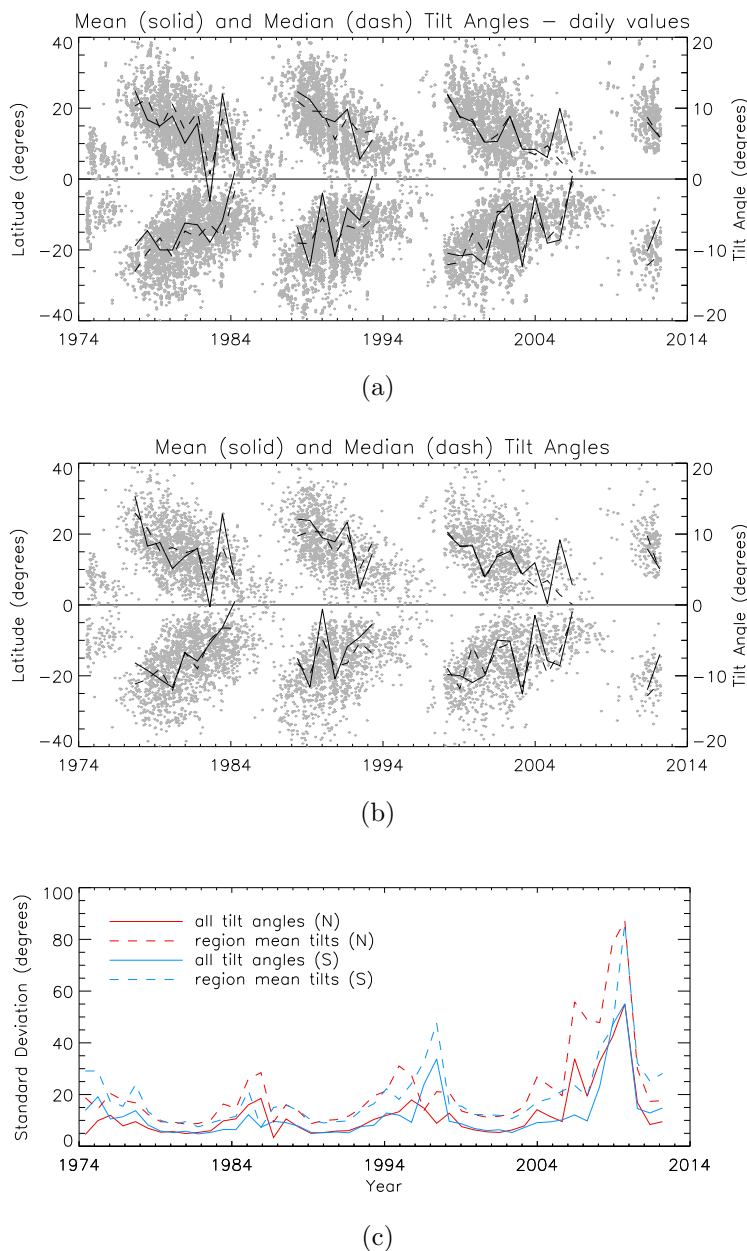 Mean (solid) and Median (dash) Tilt Angles – daily values
40
20
0
−20
−40
Latitude (degrees)
20
10
0
−10
−20
Tilt Angle (degrees)
1974
1984
1994
2004
2014
(a)
Mean (solid) and Median (dash) Tilt Angles
40
20
0
−20
−40
Latitude (degrees)
20
10
0
−10
−20
Tilt Angle (degrees)
1974
1984
1994
2004
2014
(b)
100
80
60
40
20
0
Standard Deviation (degrees)
all tilt angles (N)
region mean tilts (N)
all tilt angles (S)
region mean tilts (S)
1974
1984
1994
2004
2014
Year
(c)